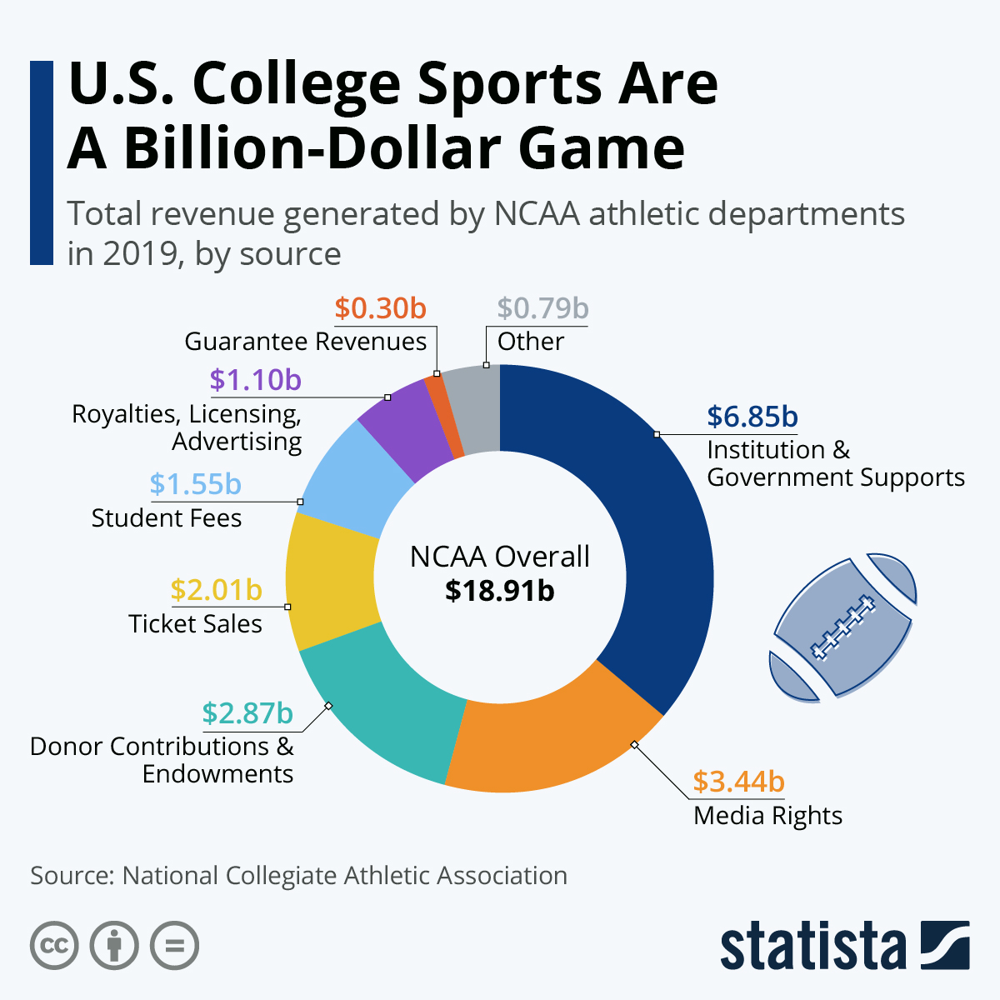 U.S. College Sports Are
A Billion-Dollar Game
Total revenue generated by NCAA athletic departments
in 2019, by source
$0.30b
Guarantee Revenues
$0.79b
Other
$1.10b
Royalties, Licensing,
Advertising
$6.85b
Institution &
Government Supports
$1.55b
Student Fees
NCAA Overall
$18.91b
$2.01b
Ticket Sales
$2.87b
Donor Contributions &
Endowments
$3.44b
Media Rights
Source: National Collegiate Athletic Association
cc
statista